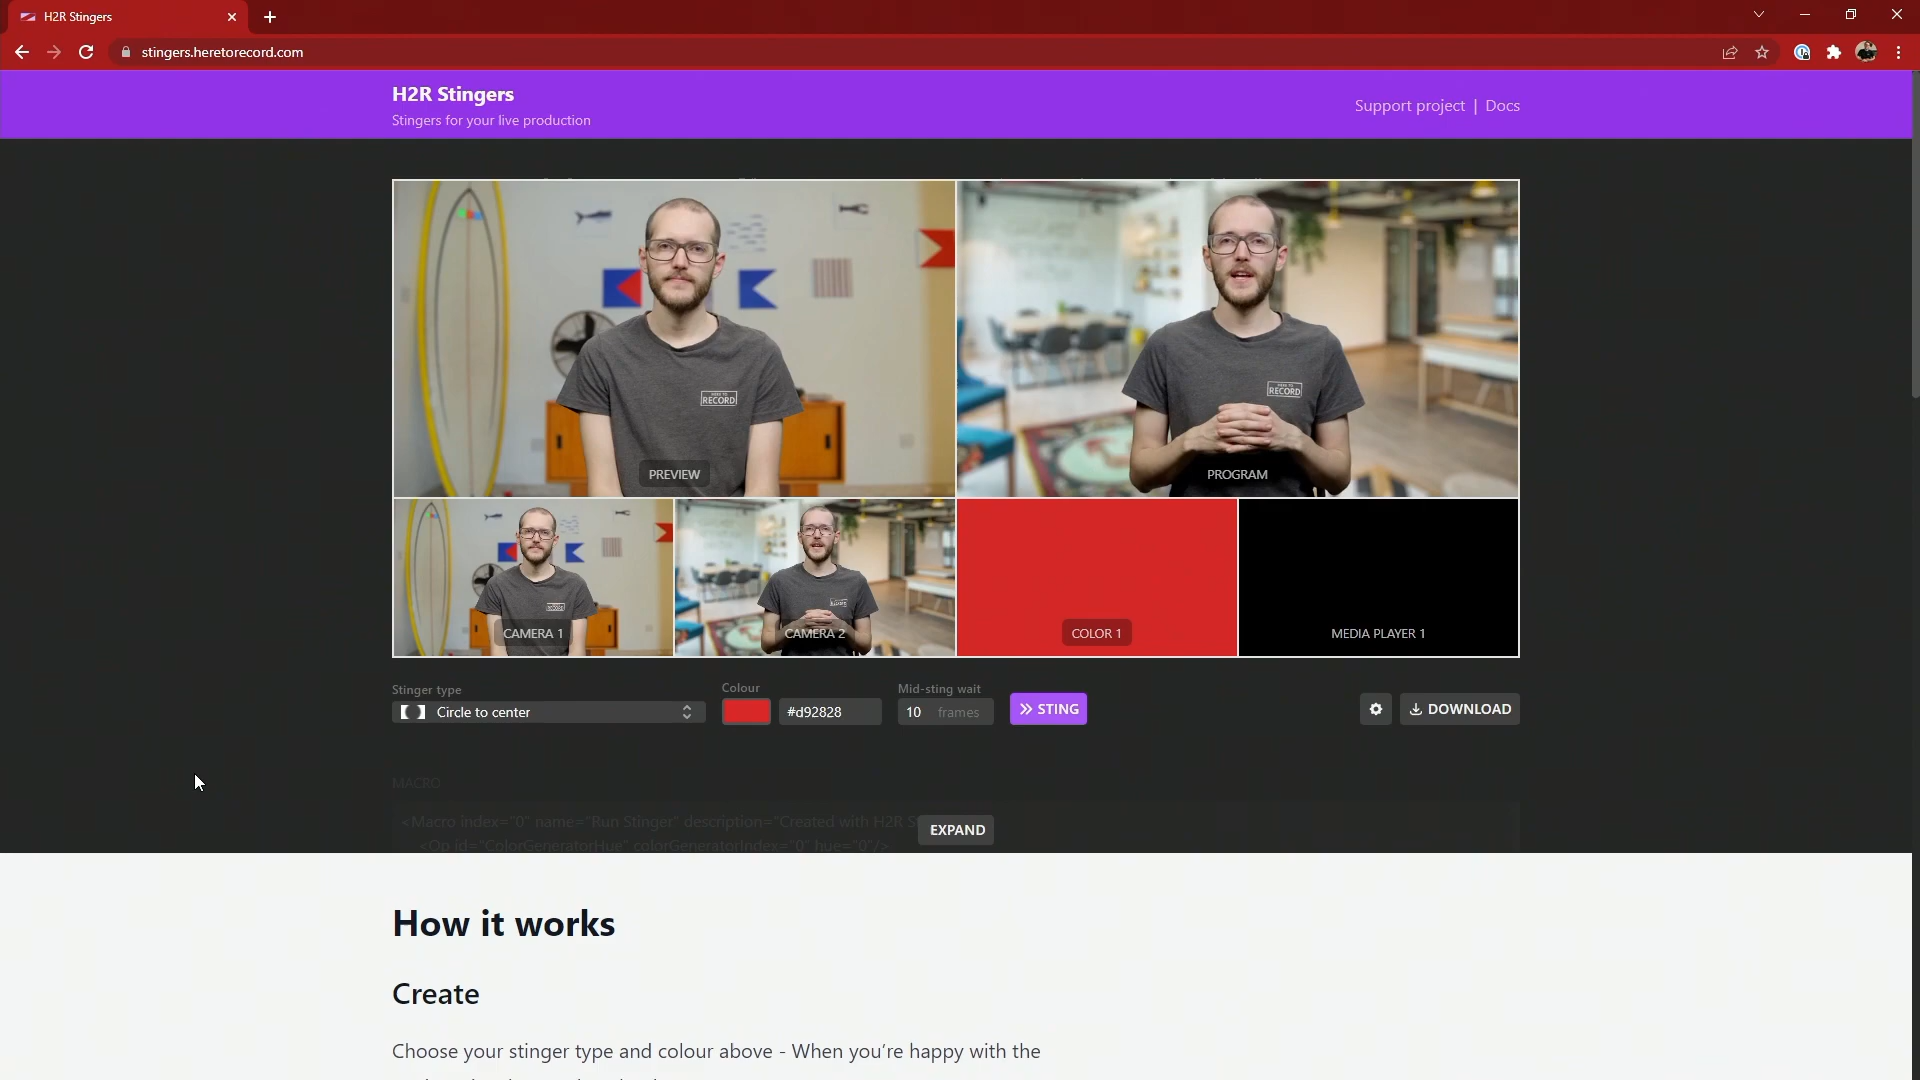 H2R Stingers
stingers.heretorecord.com
H2R Stingers
Stingers for your live production
Support project | Docs
RECORD
PREVIEW
RECORD
PROGRAM
CAMERA 1
CAMERA 2
COLOR 1
MEDIA PLAYER 1
Stinger type
Circle to center
Colour
#d92828
Mid-sting wait
10 frames
STING
DOWNLOAD
MACRO
<Macro index="0" name="Run Stinger" description="Created with H2R
EXPAND
<Op id="ColorGeneratorHue" colorGeneratorIndex="0" hue="0"/>
How it works
Create
Choose your stinger type and colour above - When you're happy with the